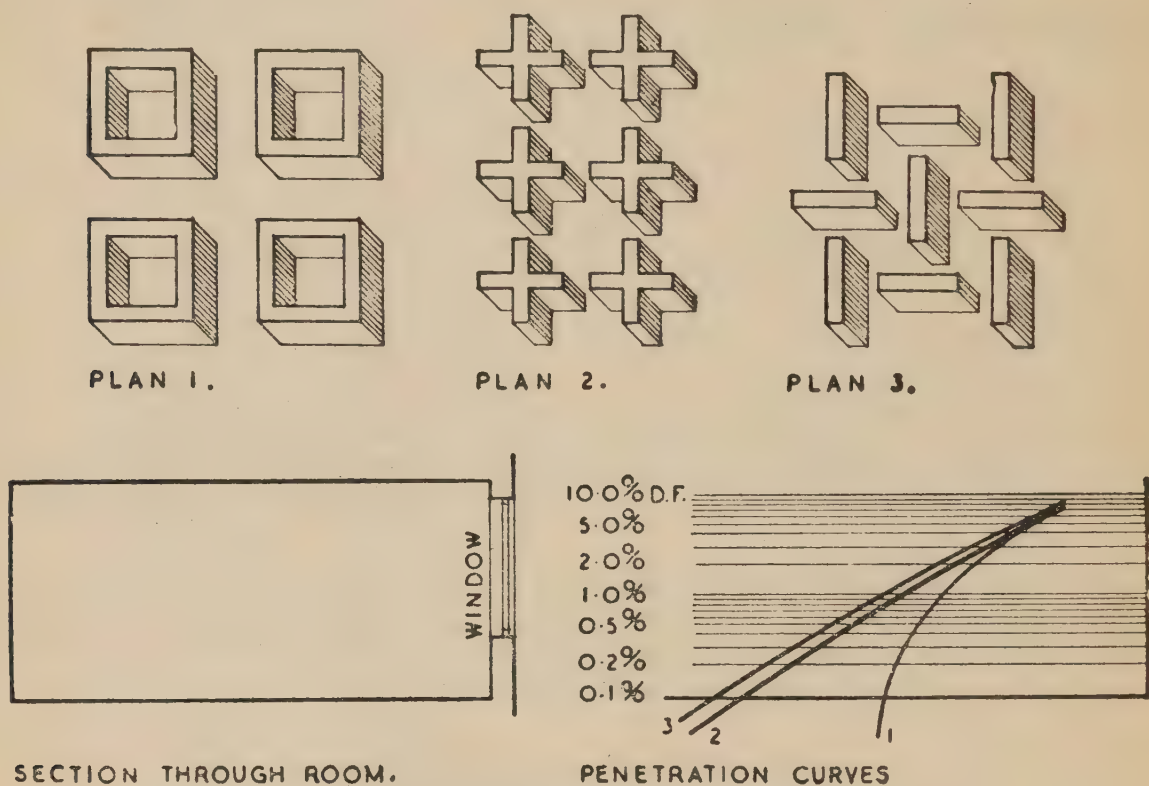 PLAN 1.
PLAN 2.
PLAN 3.
WINDOW
10·0% D.F.
5·0%
2·0%
1·0%
0·5%
0·2%
0·1%
3
2
1
SECTION THROUGH ROOM.
PENETRATION CURVES